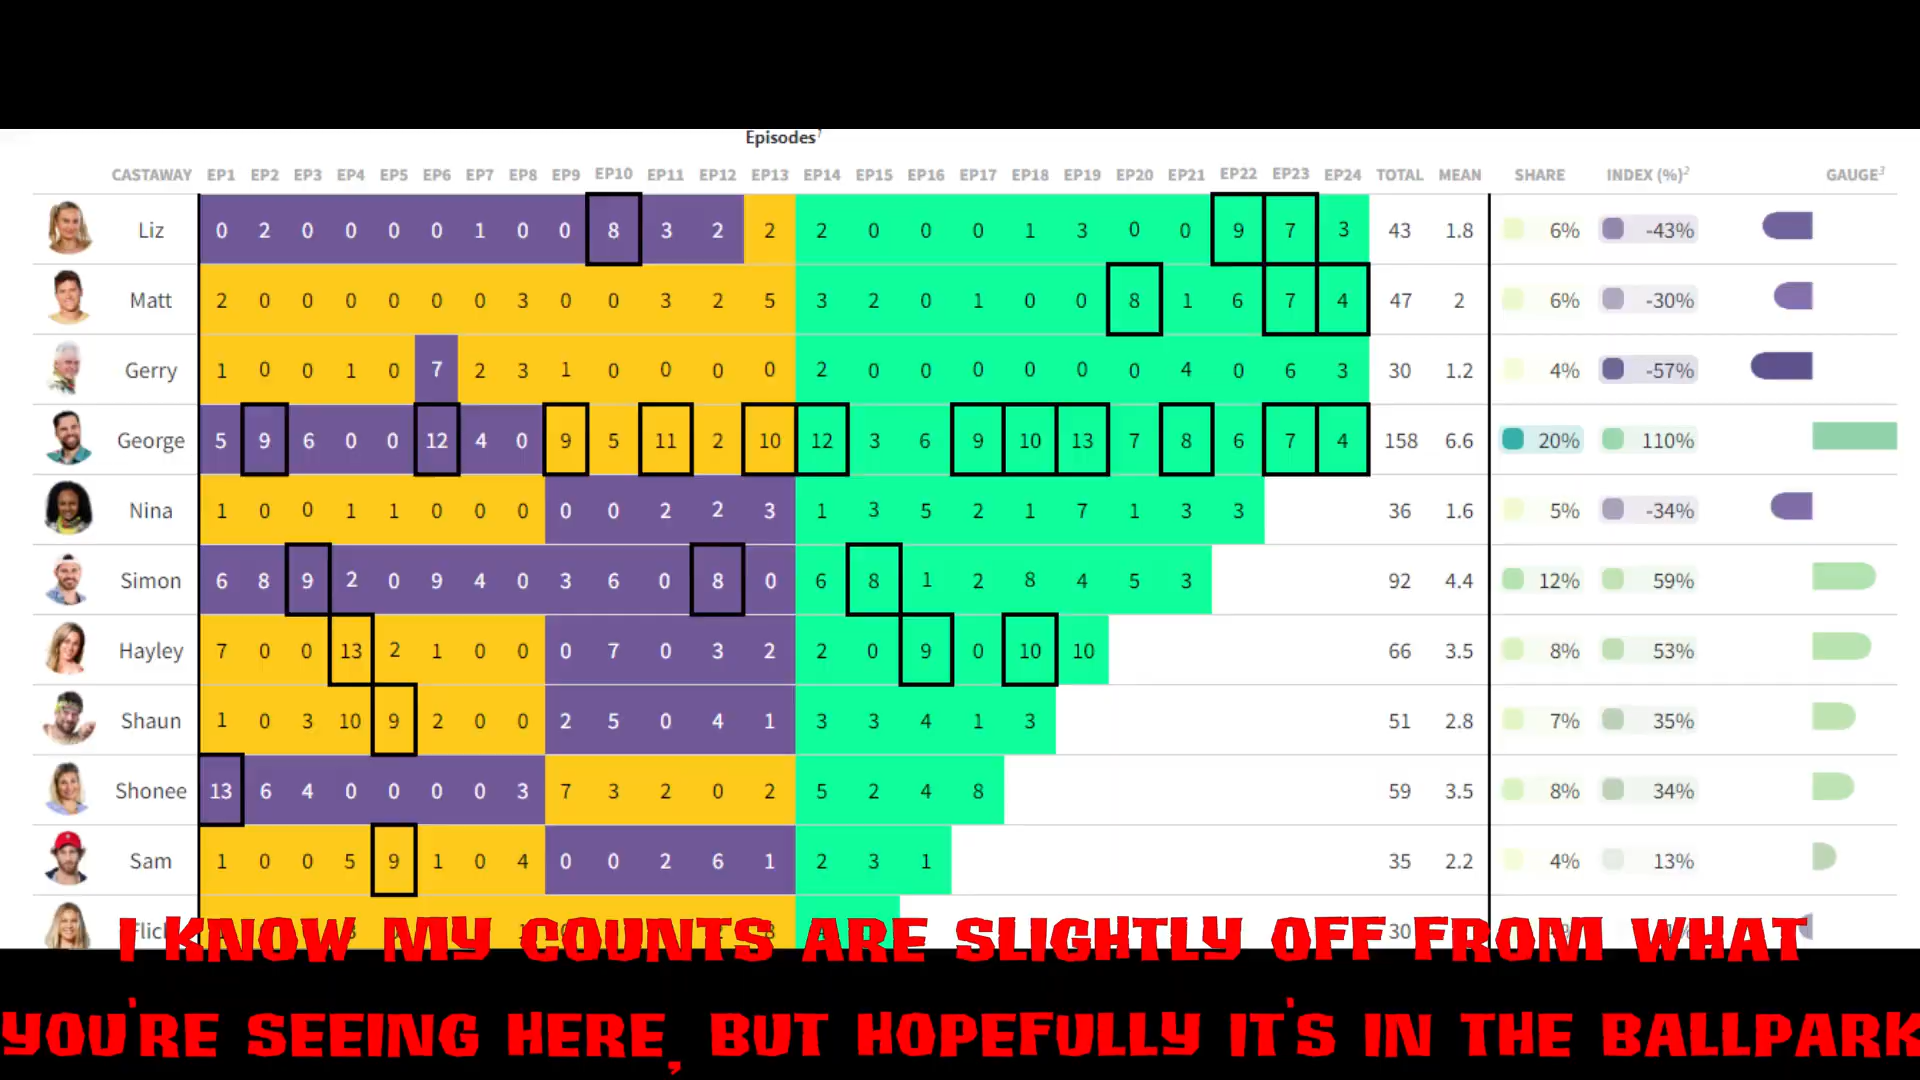 Episodes¹
CASTAWAY EP1 EP2 EP3 EP4 EP5 EP6 EP7 EP8 EP9 EP10 EP11 EP12 EP13 EP14 EP15 EP16 EP17 EP18 EP19 EP20 EP21 EP22 EP23 EP24 TOTAL MEAN SHARE INDEX (%)² GAUGE³
Liz 0 2 0 0 0 0 1 0 0 8 3 2 2 2 0 0 0 1 3 0 0 9 7 3 43 1.8 6% -43%
Matt 2 0 0 0 0 0 0 3 0 0 3 2 5 3 2 0 1 0 0 8 1 6 7 4 47 2 6% -30%
Gerry 1 0 0 1 0 7 2 3 1 0 0 0 0 2 0 0 0 0 0 0 4 0 6 3 30 1.2 4% -57%
George 5 9 6 0 0 12 4 0 9 5 11 2 10 12 3 6 9 10 13 7 8 6 7 4 158 6.6 20% 110%
Nina 1 0 0 1 1 0 0 0 0 0 2 2 3 1 3 5 2 1 7 1 3 3 36 1.6 5% -34%
Simon 6 8 9 2 0 9 4 0 3 6 0 8 0 6 8 1 2 8 4 5 3 92 4.4 12% 59%
Hayley 7 0 0 13 2 1 0 0 0 7 0 3 2 2 0 9 0 10 10 66 3.5 8% 53%
Shaun 1 0 3 10 9 2 0 0 2 5 0 4 1 3 3 4 1 3 51 2.8 7% 35%
Shonee 13 6 4 0 0 0 0 3 7 3 2 0 2 5 2 4 8 59 3.5 8% 34%
Sam 1 0 0 5 9 1 0 4 0 0 2 6 1 2 3 1 35 2.2 4% 13%
Flick 30
I KNOW MY COUNTS ARE SLIGHTLY OFF FROM WHAT
YOU'RE SEEING HERE, BUT HOPEFULLY IT'S IN THE BALLPARK